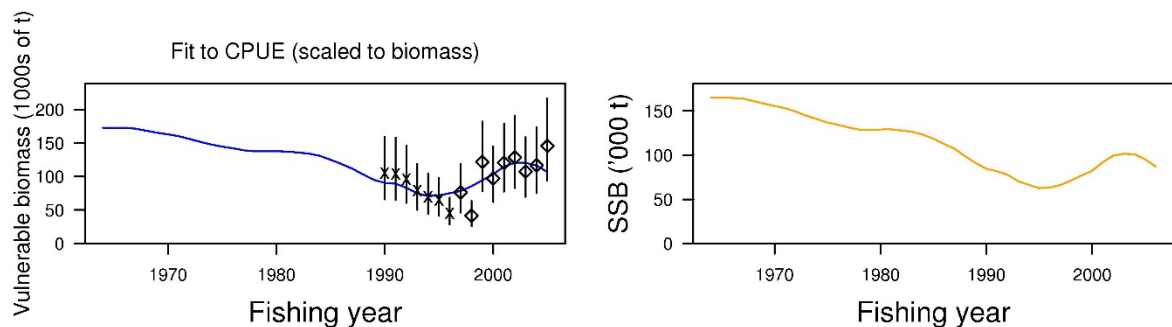 Fit to CPUE (scaled to biomass)
Vulnerable biomass (1000s of t)
200
150
100
50
0
1970 1980 1990 2000
Fishing year
SSB ('000 t)
150
100
50
0
1970 1980 1990 2000
Fishing year